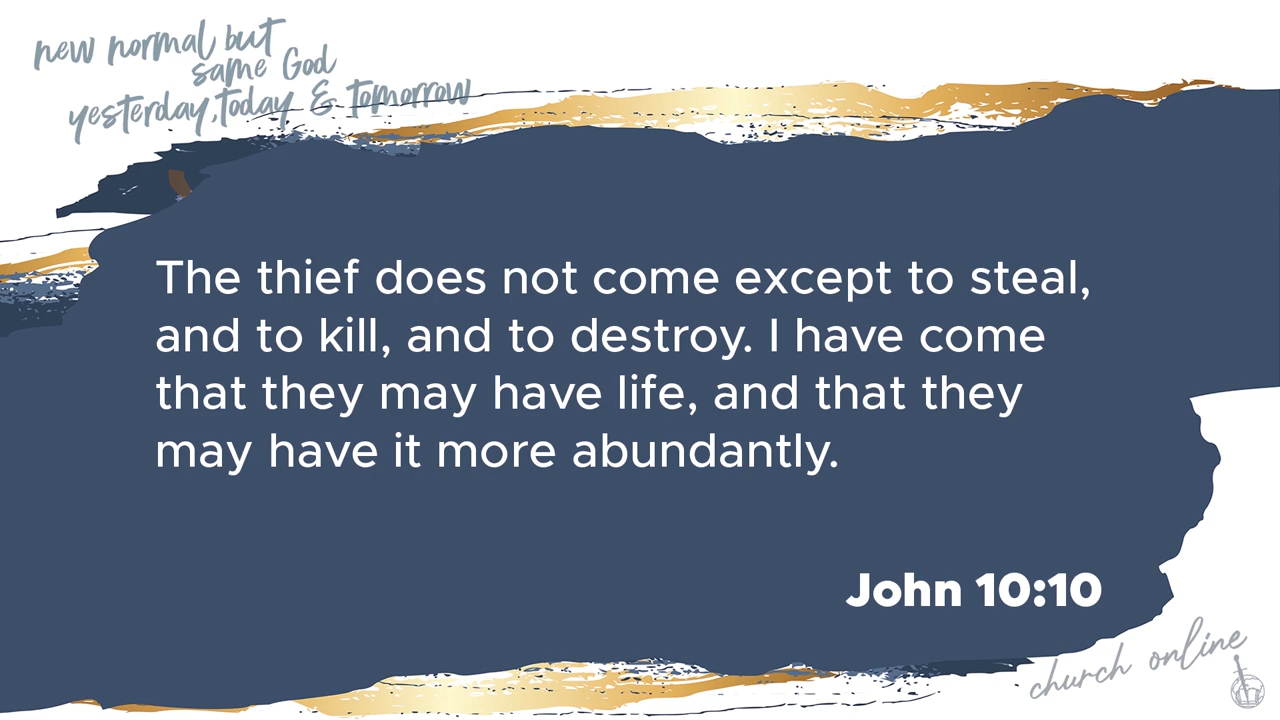 new normal but
same God
yesterday, today & tomorrow
The thief does not come except to steal,
and to kill, and to destroy. I have come
that they may have life, and that they
may have it more abundantly.
John 10:10
church online